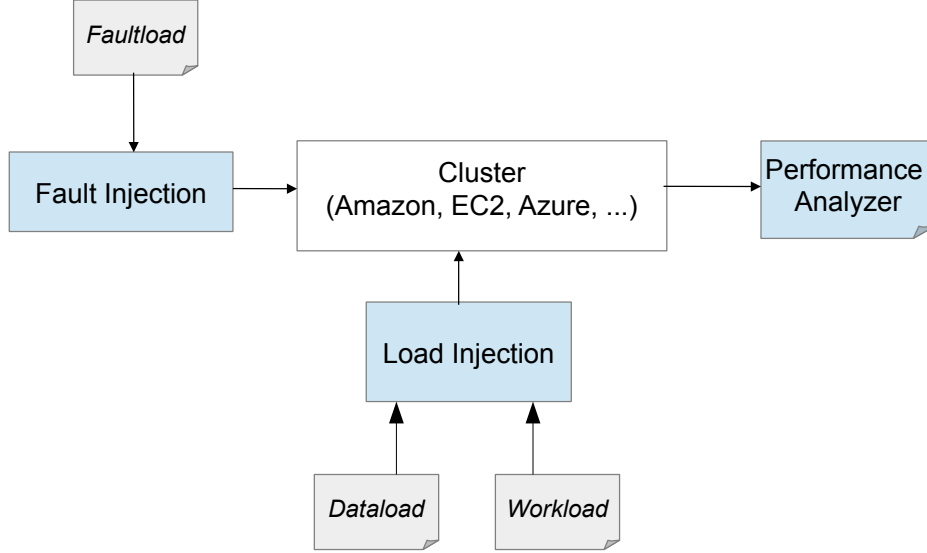 Faultload
Fault Injection
Cluster
(Amazon, EC2, Azure, ...)
Performance
Analyzer
Load Injection
Dataload
Workload